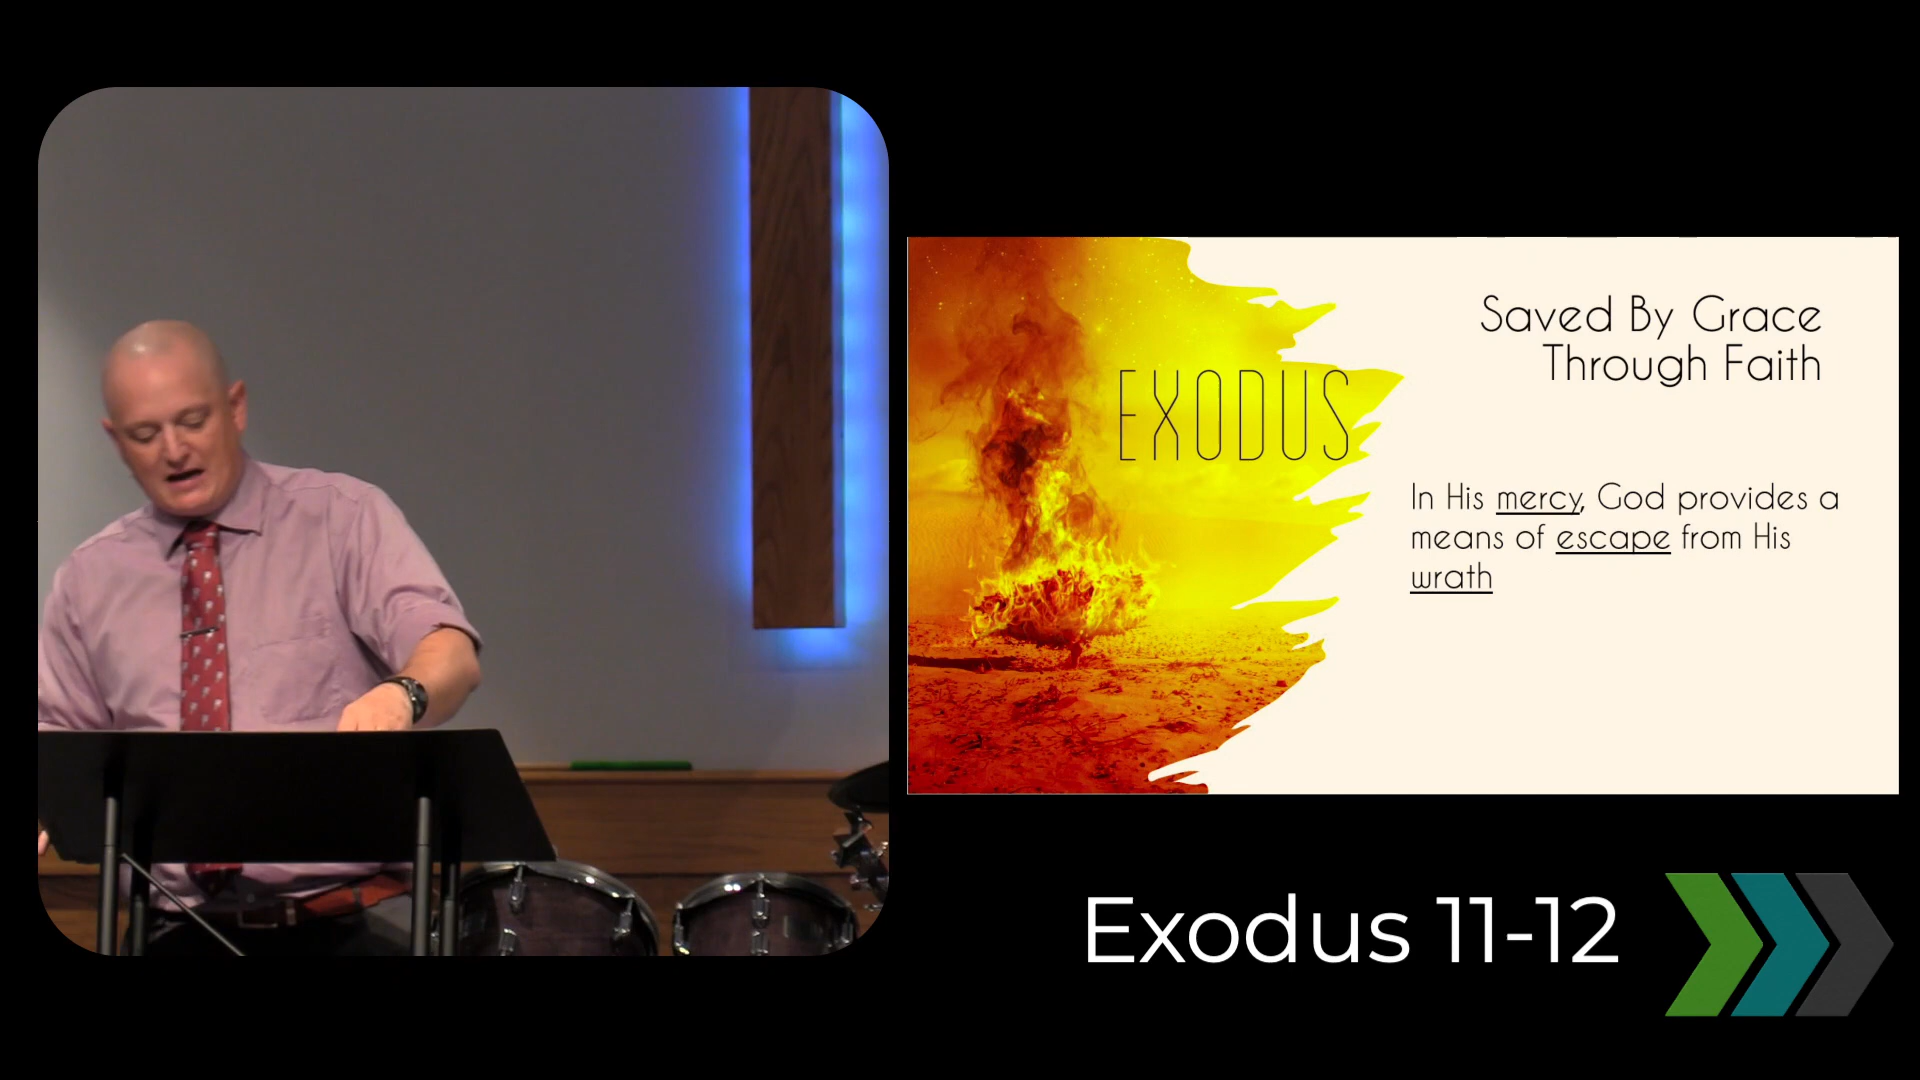 EXODUS
Saved By Grace
Through Faith
In His mercy, God provides a
means of escape from His
wrath
Exodus 11-12